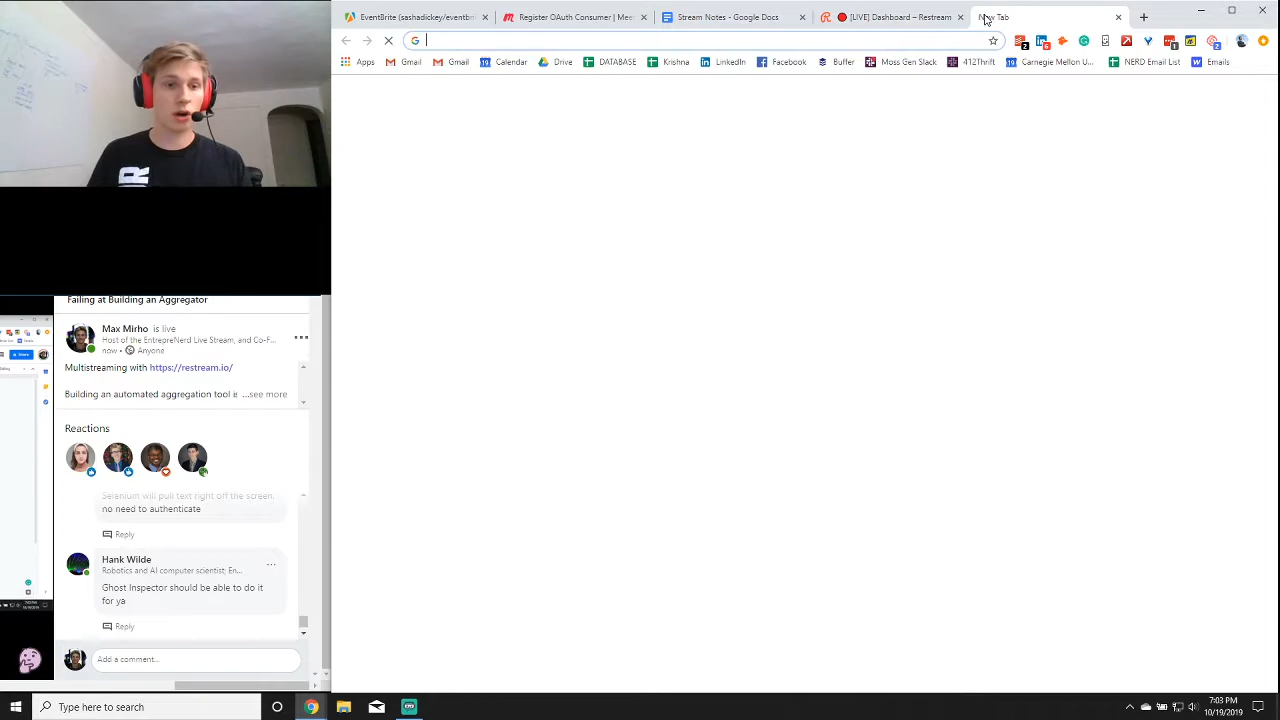 EventBrite (sashadickey/eventbri
Register OAuth Consumer | Meet
Stream Notes - Google Docs
[LIVE] Dashboard – Restream
New Tab
Apps Gmail Gmail Calendar Drive DATABASE Krishna LinkedIn Facebook Buffer Moss Gen Slack 412Thrift Carnegie Mellon U... NERD Email List Emails
Failing at Building an Aggregator
Max Mirho is live
Host of the EntrepreNerd Live Stream, and Co-F...
now • Anyone
Multistreaming with https://restream.io/
Building an automated aggregation tool is ...see more
Reactions
Selenium will pull text right off the screen,
no need to authenticate
Reply
Hank Wilde
Robotics and AI computer scientist; En...
Ghost Inspector should be able to do it
for ya
Reply
Add a comment...
Type here to search
7:03 PM
10/19/2019